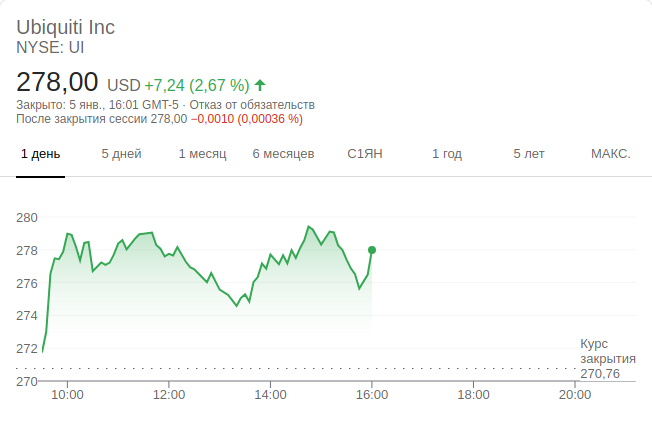 Ubiquiti Inc
NYSE: UI
278,00 USD +7,24 (2,67 %)
Закрыто: 5 янв., 16:01 GMT-5 · Отказ от обязательств
После закрытия сессии 278,00 −0,0010 (0,00036 %)
1 день 5 дней 1 месяц 6 месяцев С1ЯН 1 год 5 лет МАКС.
280
278
276
274
272
270
Курс
закрытия
270,76
10:00 12:00 14:00 16:00 18:00 20:00